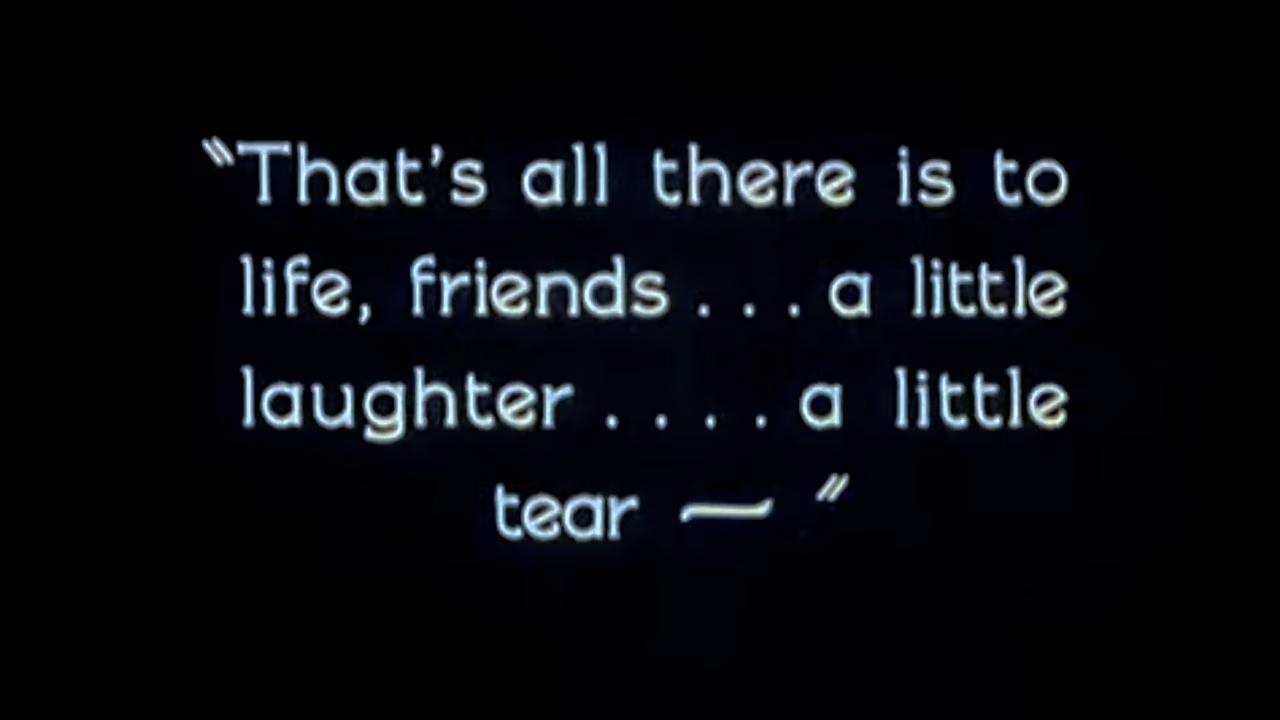 "That's all there is to
life, friends . . . a little
laughter . . . . a little
tear — "